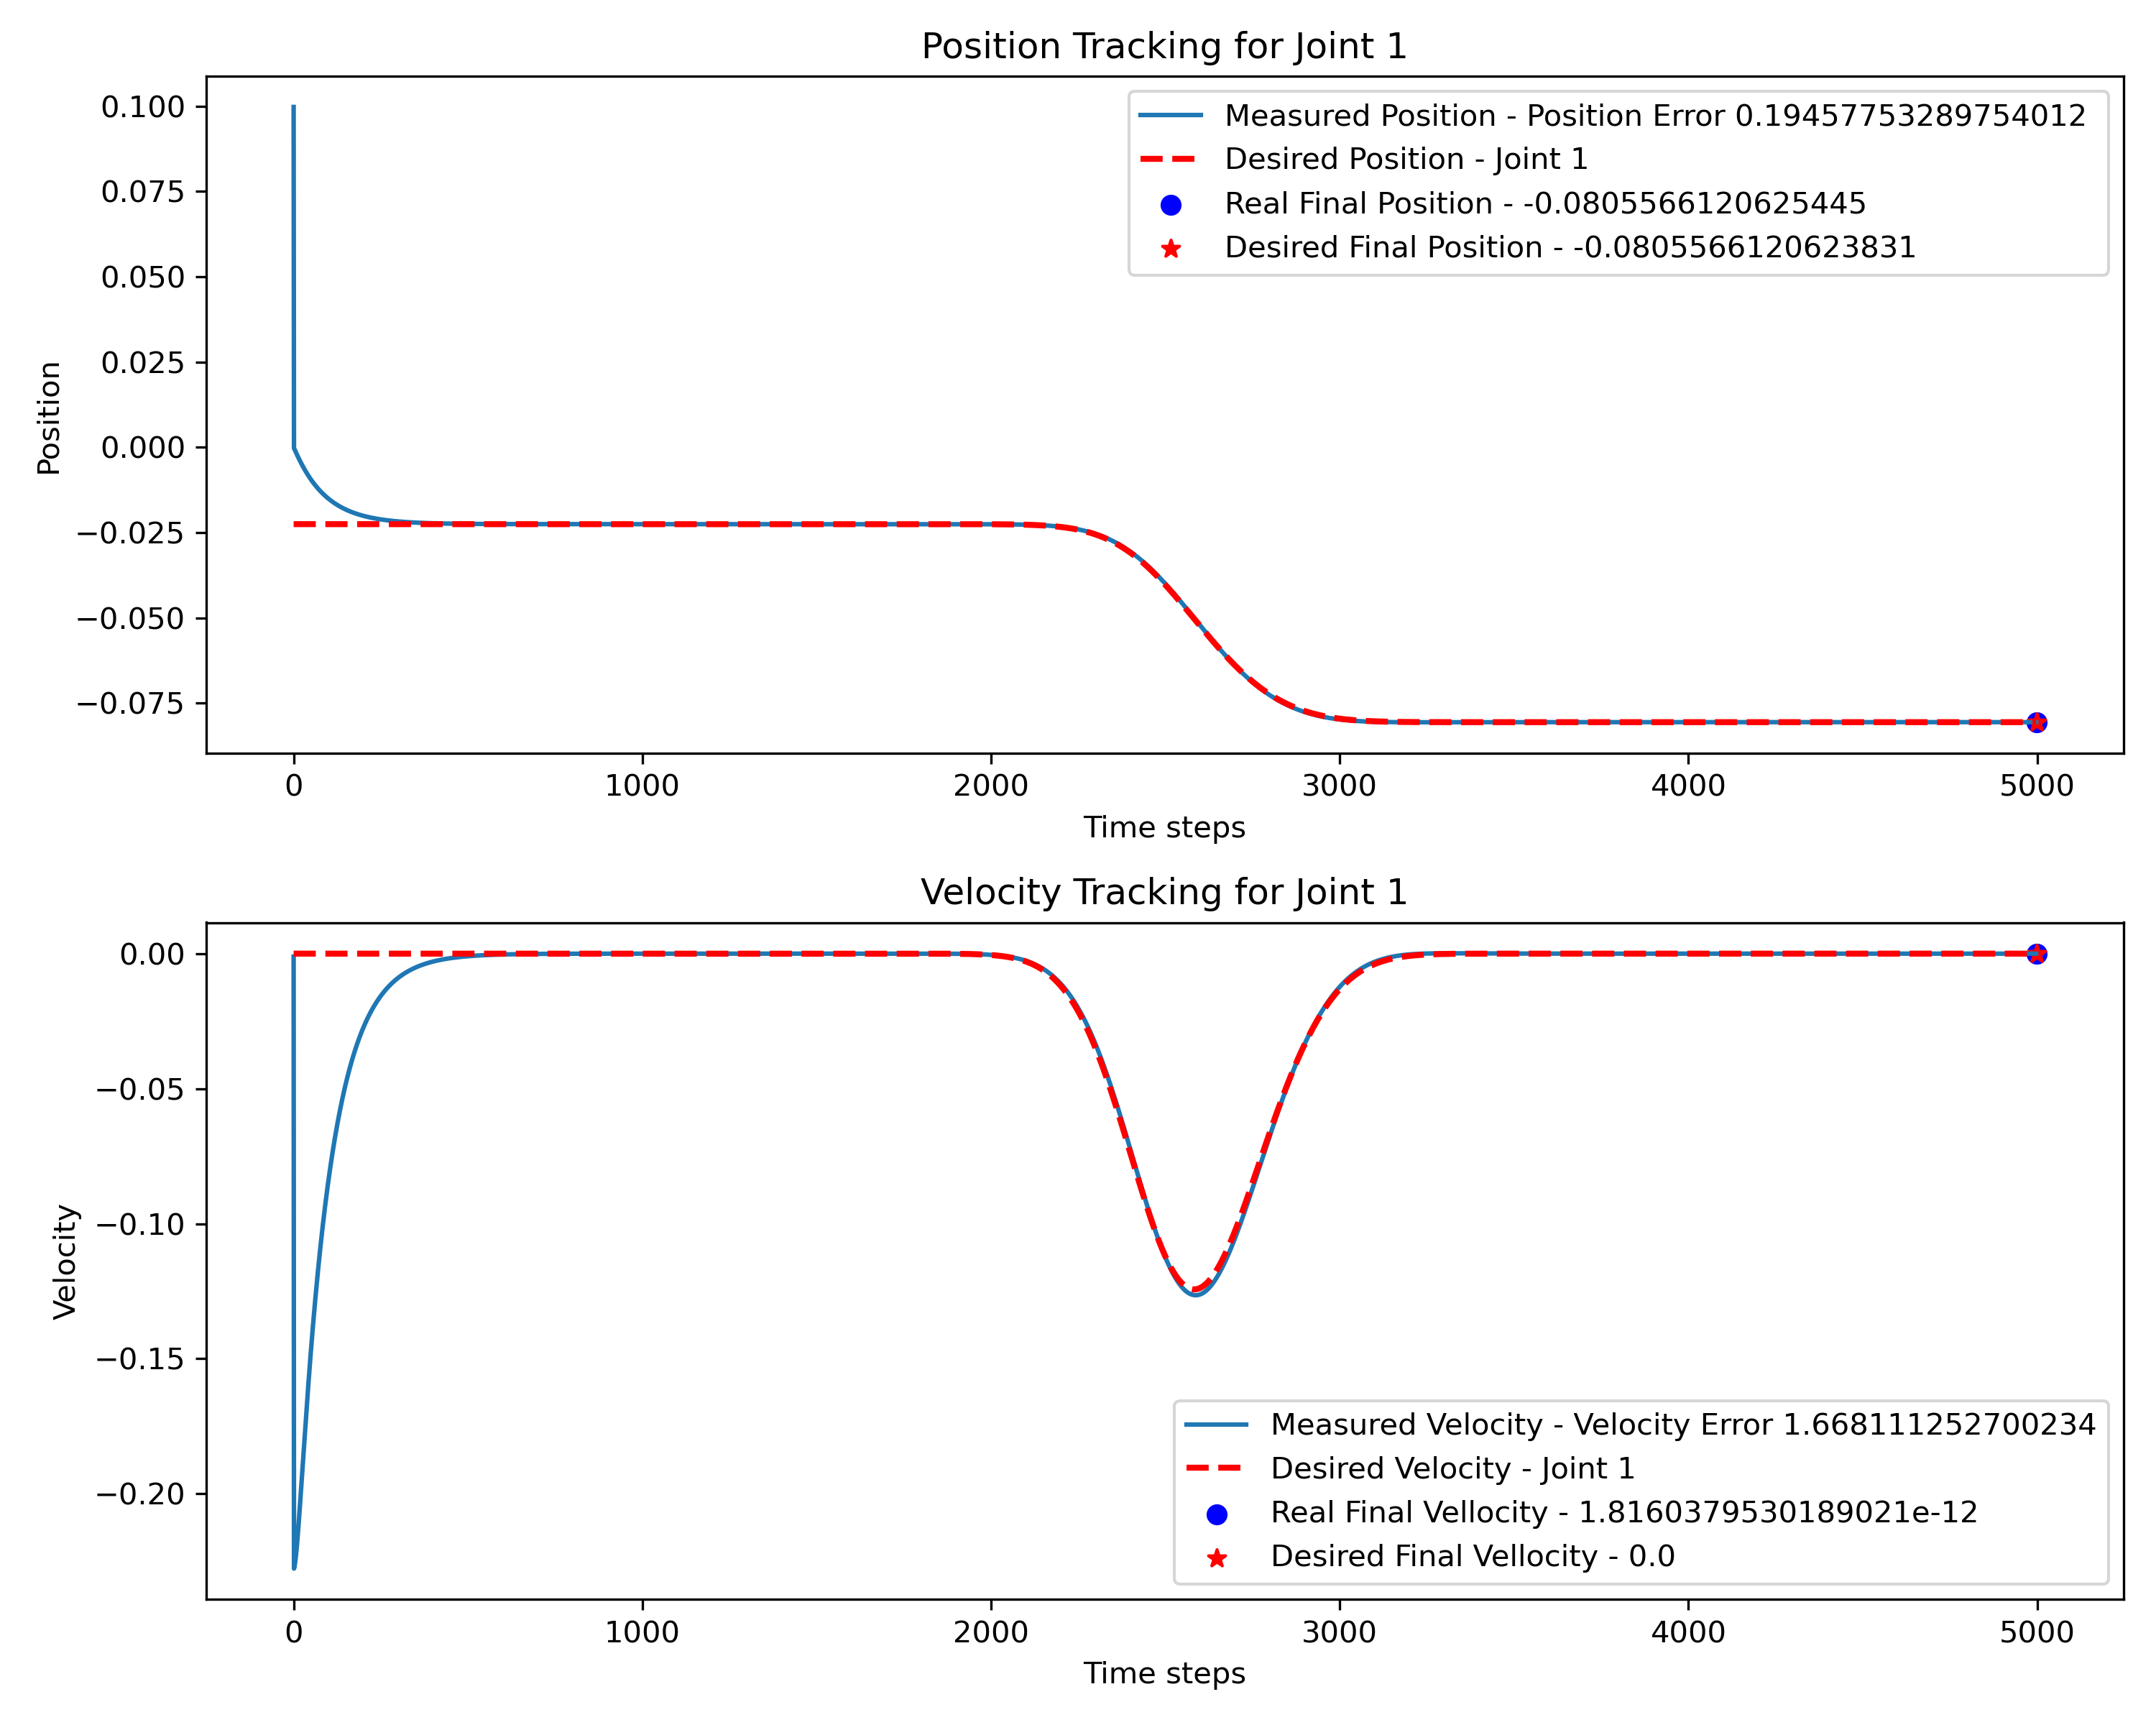 Position Tracking for Joint 1
0.100
0.075
0.050
0.025
0.000
−0.025
−0.050
−0.075
Position
Measured Position - Position Error 0.19457753289754012
Desired Position - Joint 1
Real Final Position - -0.0805566120625445
Desired Final Position - -0.0805566120623831
0 1000 2000 3000 4000 5000
Time steps
Velocity Tracking for Joint 1
0.00
−0.05
−0.10
−0.15
−0.20
Velocity
Measured Velocity - Velocity Error 1.668111252700234
Desired Velocity - Joint 1
Real Final Vellocity - 1.8160379530189021e-12
Desired Final Vellocity - 0.0
0 1000 2000 3000 4000 5000
Time steps